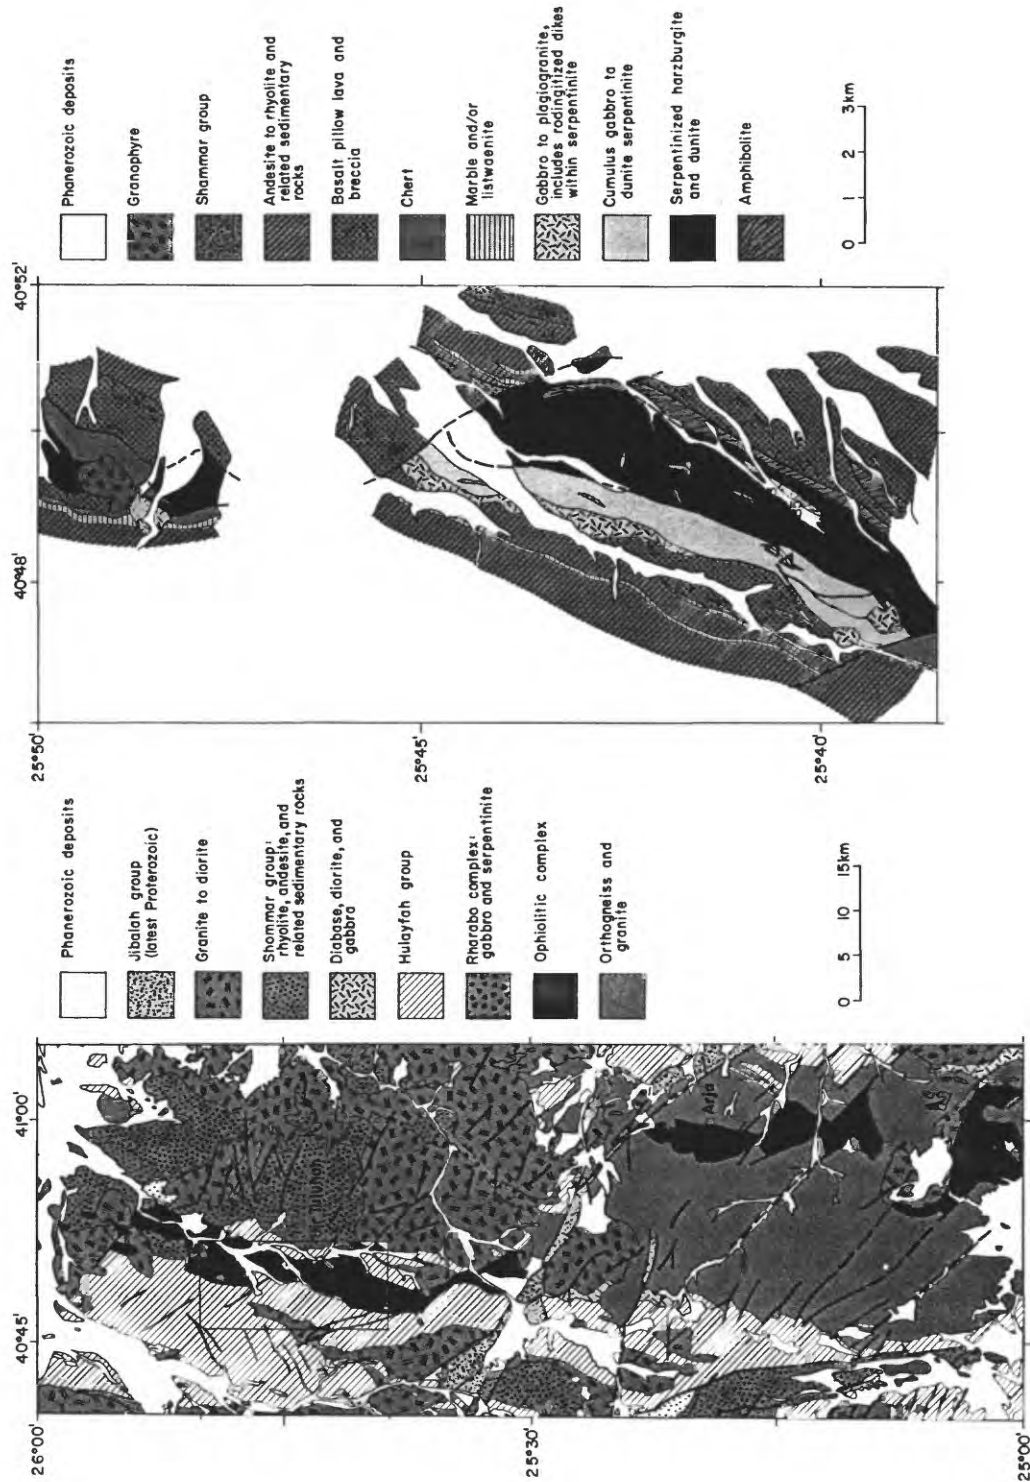 26°00'
25°30'
25°00'
40°45'
41°00'
Arja
Phanerozoic deposits
Jibalah group
(latest Proterozoic)
Granite to diorite
Shammar group:
rhyolite, andesite, and
related sedimentary rocks
Diabase, diorite, and
gabbro
Hulayfah group
Rharaba complex:
gabbro and serpentinite
Ophiolitic complex
Orthogneiss and
granite
0 5 10 15km
25°50'
25°45'
25°40'
40°48'
40°52'
Phanerozoic deposits
Granophyre
Shammar group
Andesite to rhyolite and
related sedimentary
rocks
Basalt pillow lava and
breccia
Chert
Marble and/or
listwaenite
Gabbro to plagiogranite,
includes rodingitized dikes
within serpentinite
Cumulus gabbro to
dunite serpentinite
Serpentinized harzburgite
and dunite
Amphibolite
0 1 2 3km